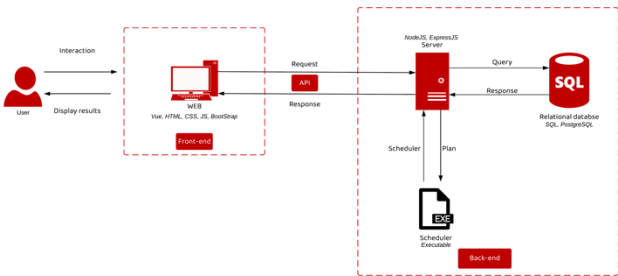 Interaction
User
Display results
WEB
Vue, HTML, CSS, JS, BootStrap
Front-end
Request
API
Response
NodeJS, ExpressJS
Server
Query
Response
SQL
Relational databse
SQL, PostgreSQL
Scheduler
Plan
EXE
Scheduler
Executable
Back-end